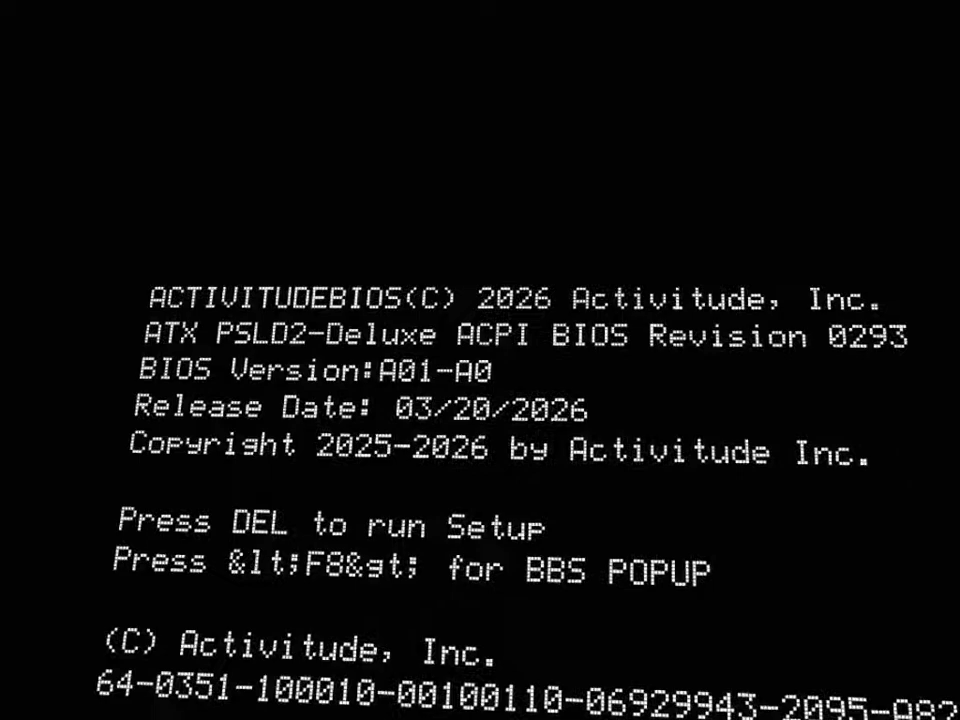 ACTIVITUDEBIOS(C) 2026 Activitude, Inc.
ATX PSLD2-Deluxe ACPI BIOS Revision 0293
BIOS Version:A01-A0
Release Date: 03/20/2026
Copyright 2025-2026 by Activitude Inc.
Press DEL to run Setup
Press &lt;F8&gt; for BBS POPUP
(C) Activitude, Inc.
64-0351-100010-00100110-06929943-2095-